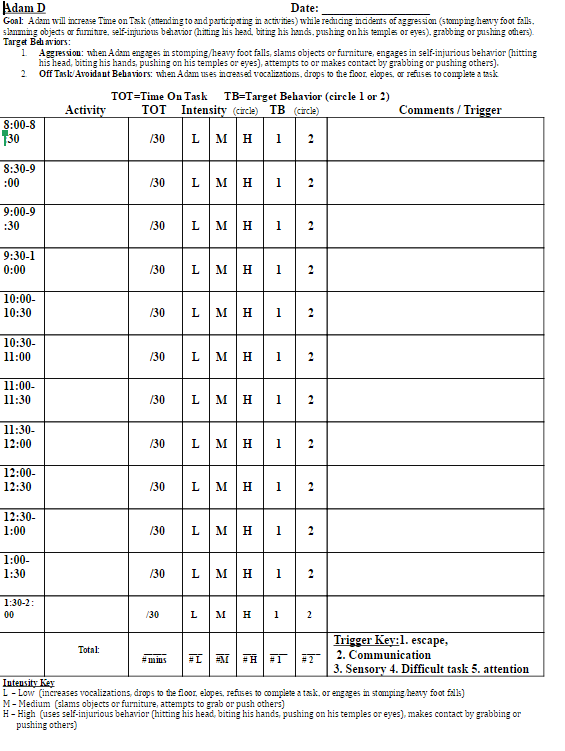 Adam D Date: ____________________
Goal: Adam will increase Time on Task (attending to and participating in activities) while reducing incidents of aggression (stomping/heavy foot falls,
slamming objects or furniture, self-injurious behavior (hitting his head, biting his hands, pushing on his temples or eyes), grabbing or pushing others).
Target Behaviors:
1. Aggression: when Adam engages in stomping/heavy foot falls, slams objects or furniture, engages in self-injurious behavior (hitting
his head, biting his hands, pushing on his temples or eyes), attempts to or makes contact by grabbing or pushing others).
2. Off Task/Avoidant Behaviors: when Adam uses increased vocalizations, drops to the floor, elopes, or refuses to complete a task.
TOT=Time On Task TB=Target Behavior (circle 1 or 2)
Activity TOT Intensity (circle) TB (circle) Comments / Trigger
8:00-8
:30 /30 L M H 1 2
8:30-9
:00 /30 L M H 1 2
9:00-9
:30 /30 L M H 1 2
9:30-1
0:00 /30 L M H 1 2
10:00-
10:30 /30 L M H 1 2
10:30-
11:00 /30 L M H 1 2
11:00-
11:30 /30 L M H 1 2
11:30-
12:00 /30 L M H 1 2
12:00-
12:30 /30 L M H 1 2
12:30-
1:00 /30 L M H 1 2
1:00-
1:30 /30 L M H 1 2
1:30-2:
00 /30 L M H 1 2
Total: ____ #mins ___ # L ___ #M ___ # H ___ # 1 ___ # 2
Trigger Key:1. escape,
2. Communication
3. Sensory 4. Difficult task 5. attention
Intensity Key
L – Low (increases vocalizations, drops to the floor, elopes, refuses to complete a task, or engages in stomping/heavy foot falls)
M – Medium (slams objects or furniture, attempts to grab or push others)
H – High (uses self-injurious behavior (hitting his head, biting his hands, pushing on his temples or eyes), makes contact by grabbing or
pushing others)